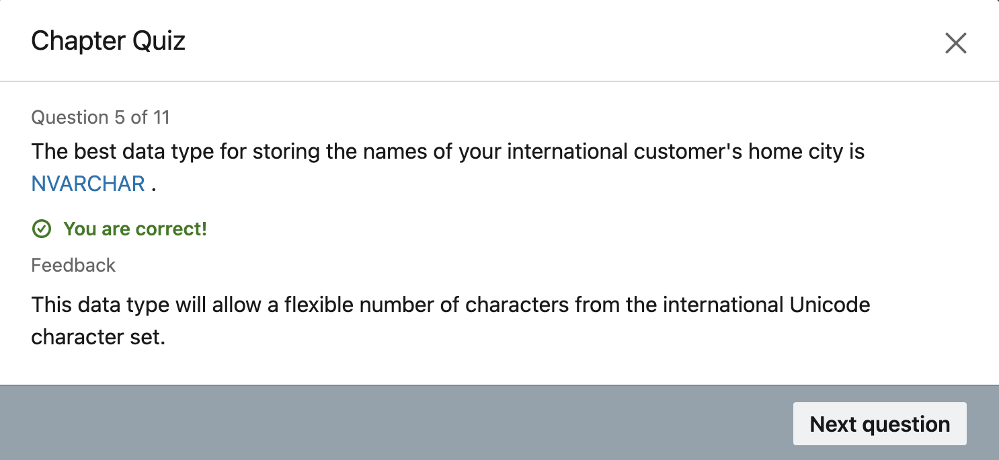 Chapter Quiz
Question 5 of 11
The best data type for storing the names of your international customer's home city is
NVARCHAR .
You are correct!
Feedback
This data type will allow a flexible number of characters from the international Unicode
character set.
Next question